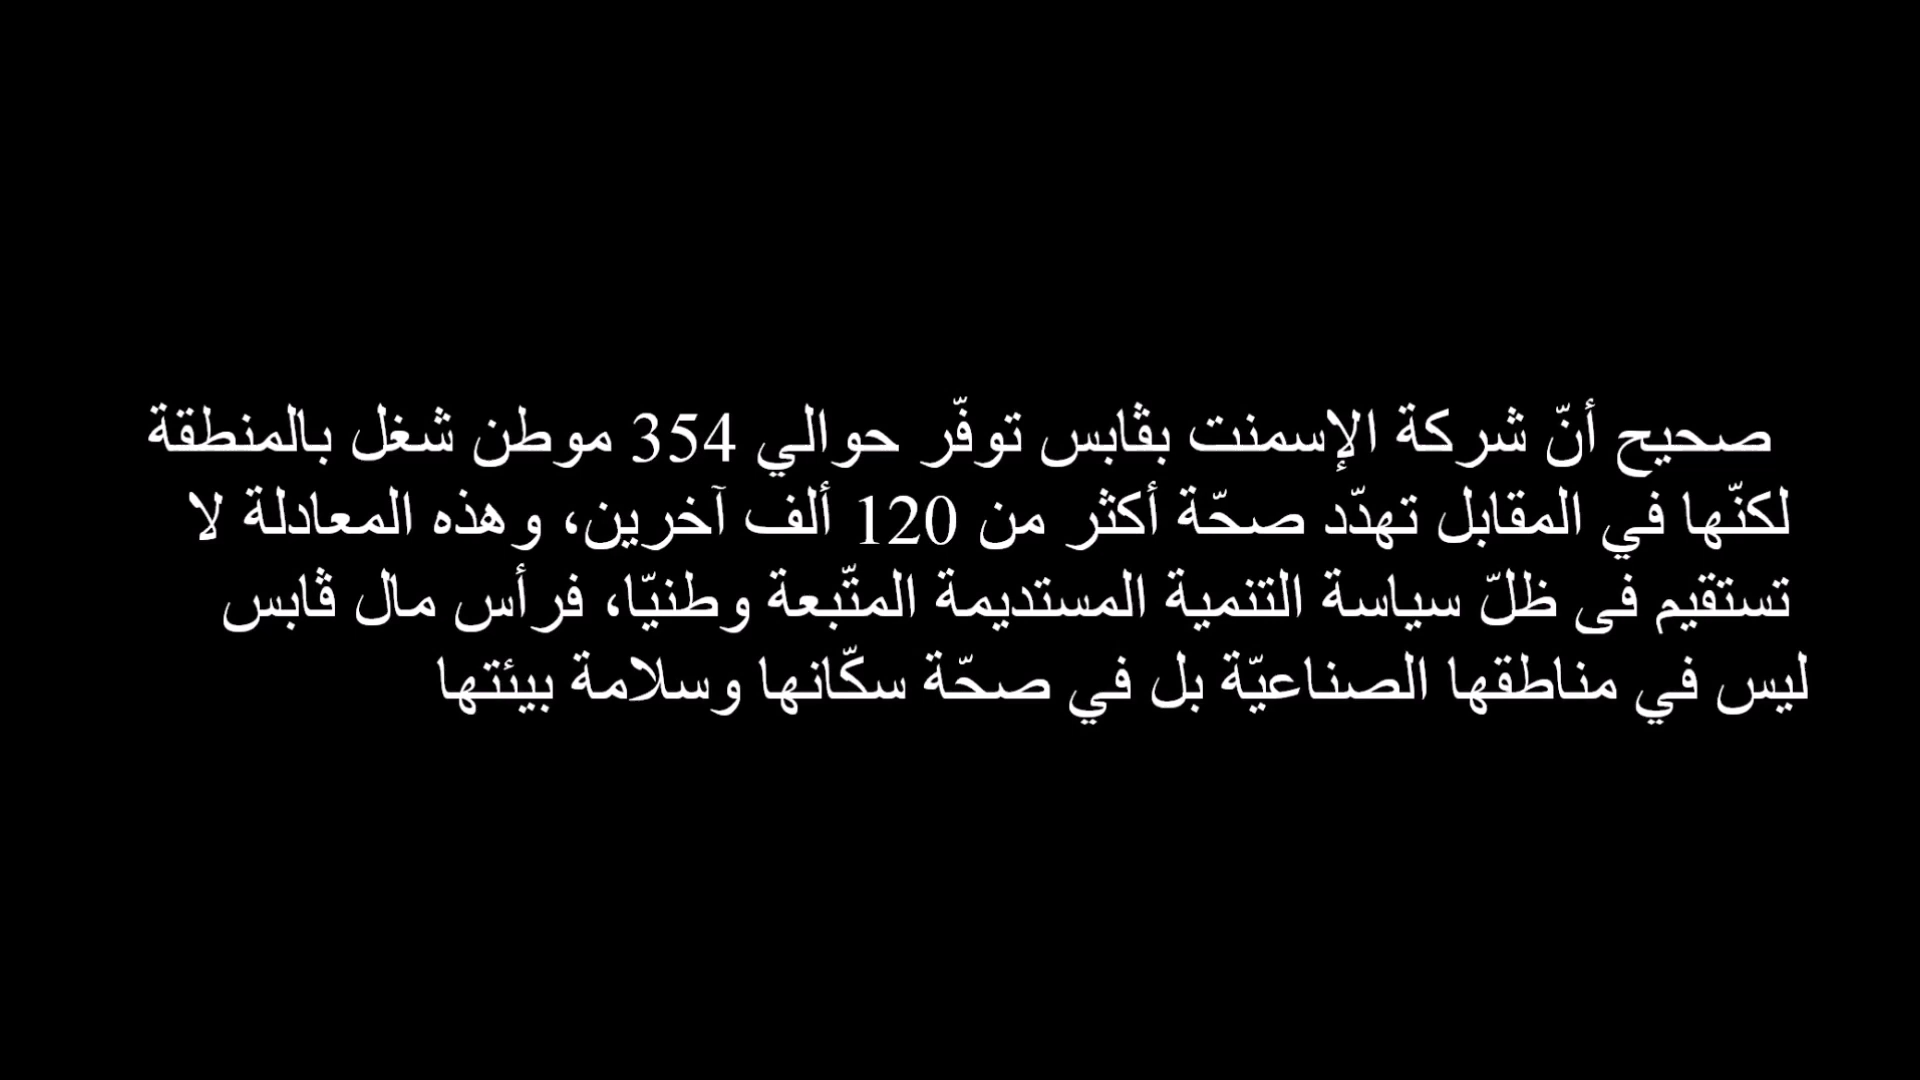 صحيح أنّ شركة الإسمنت بڨابس توفّر حوالي 354 موطن شغل بالمنطقة
لكنّها في المقابل تهدّد صحّة أكثر من 120 ألف آخرين، وهذه المعادلة لا
تستقيم فى ظلّ سياسة التنمية المستديمة المتّبعة وطنيّا، فرأس مال ڨابس
ليس في مناطقها الصناعيّة بل في صحّة سكّانها وسلامة بيئتها